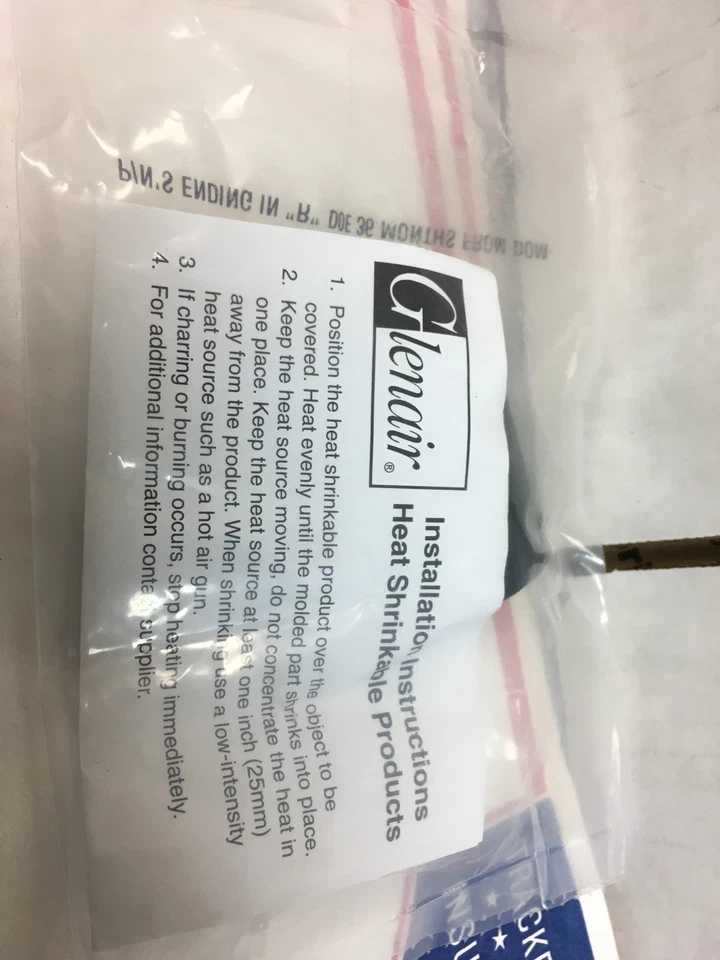 P/N'S ENDING IN "R" DOE 36 MONTHS FROM DOM
Glenair®
Installation Instructions
Heat Shrinkable Products
1. Position the heat shrinkable product over the object to be
covered. Heat evenly until the molded part shrinks into place.
2. Keep the heat source moving, do not concentrate the heat in
one place. Keep the heat source at least one inch (25mm)
away from the product. When shrinking use a low-intensity
heat source such as a hot air gun.
3. If charring or burning occurs, stop heating immediately.
4. For additional information contact supplier.